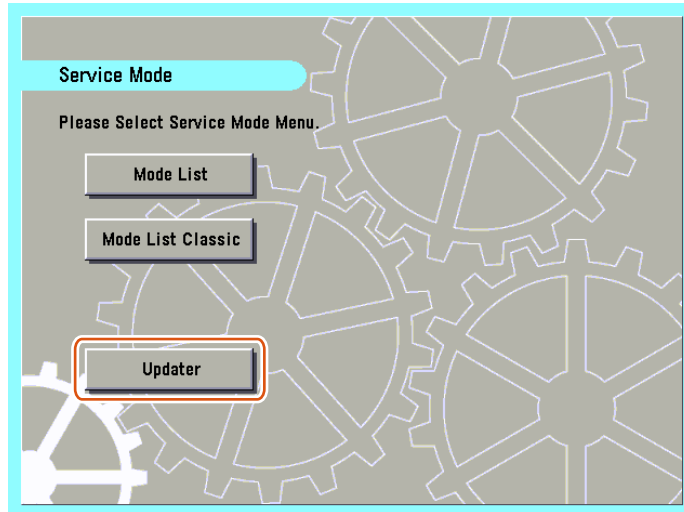 Service Mode
Please Select Service Mode Menu.
Mode List
Mode List Classic
Updater